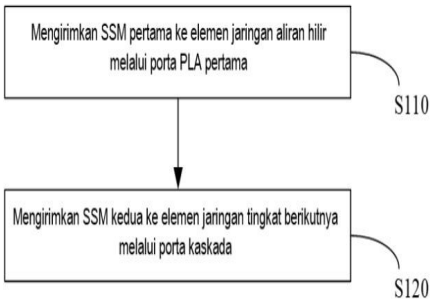 Mengirimkan SSM pertama ke elemen jaringan aliran hilir
melalui porta PLA pertama
S110
Mengirimkan SSM kedua ke elemen jaringan tingkat berikutnya
melalui porta kaskada
S120